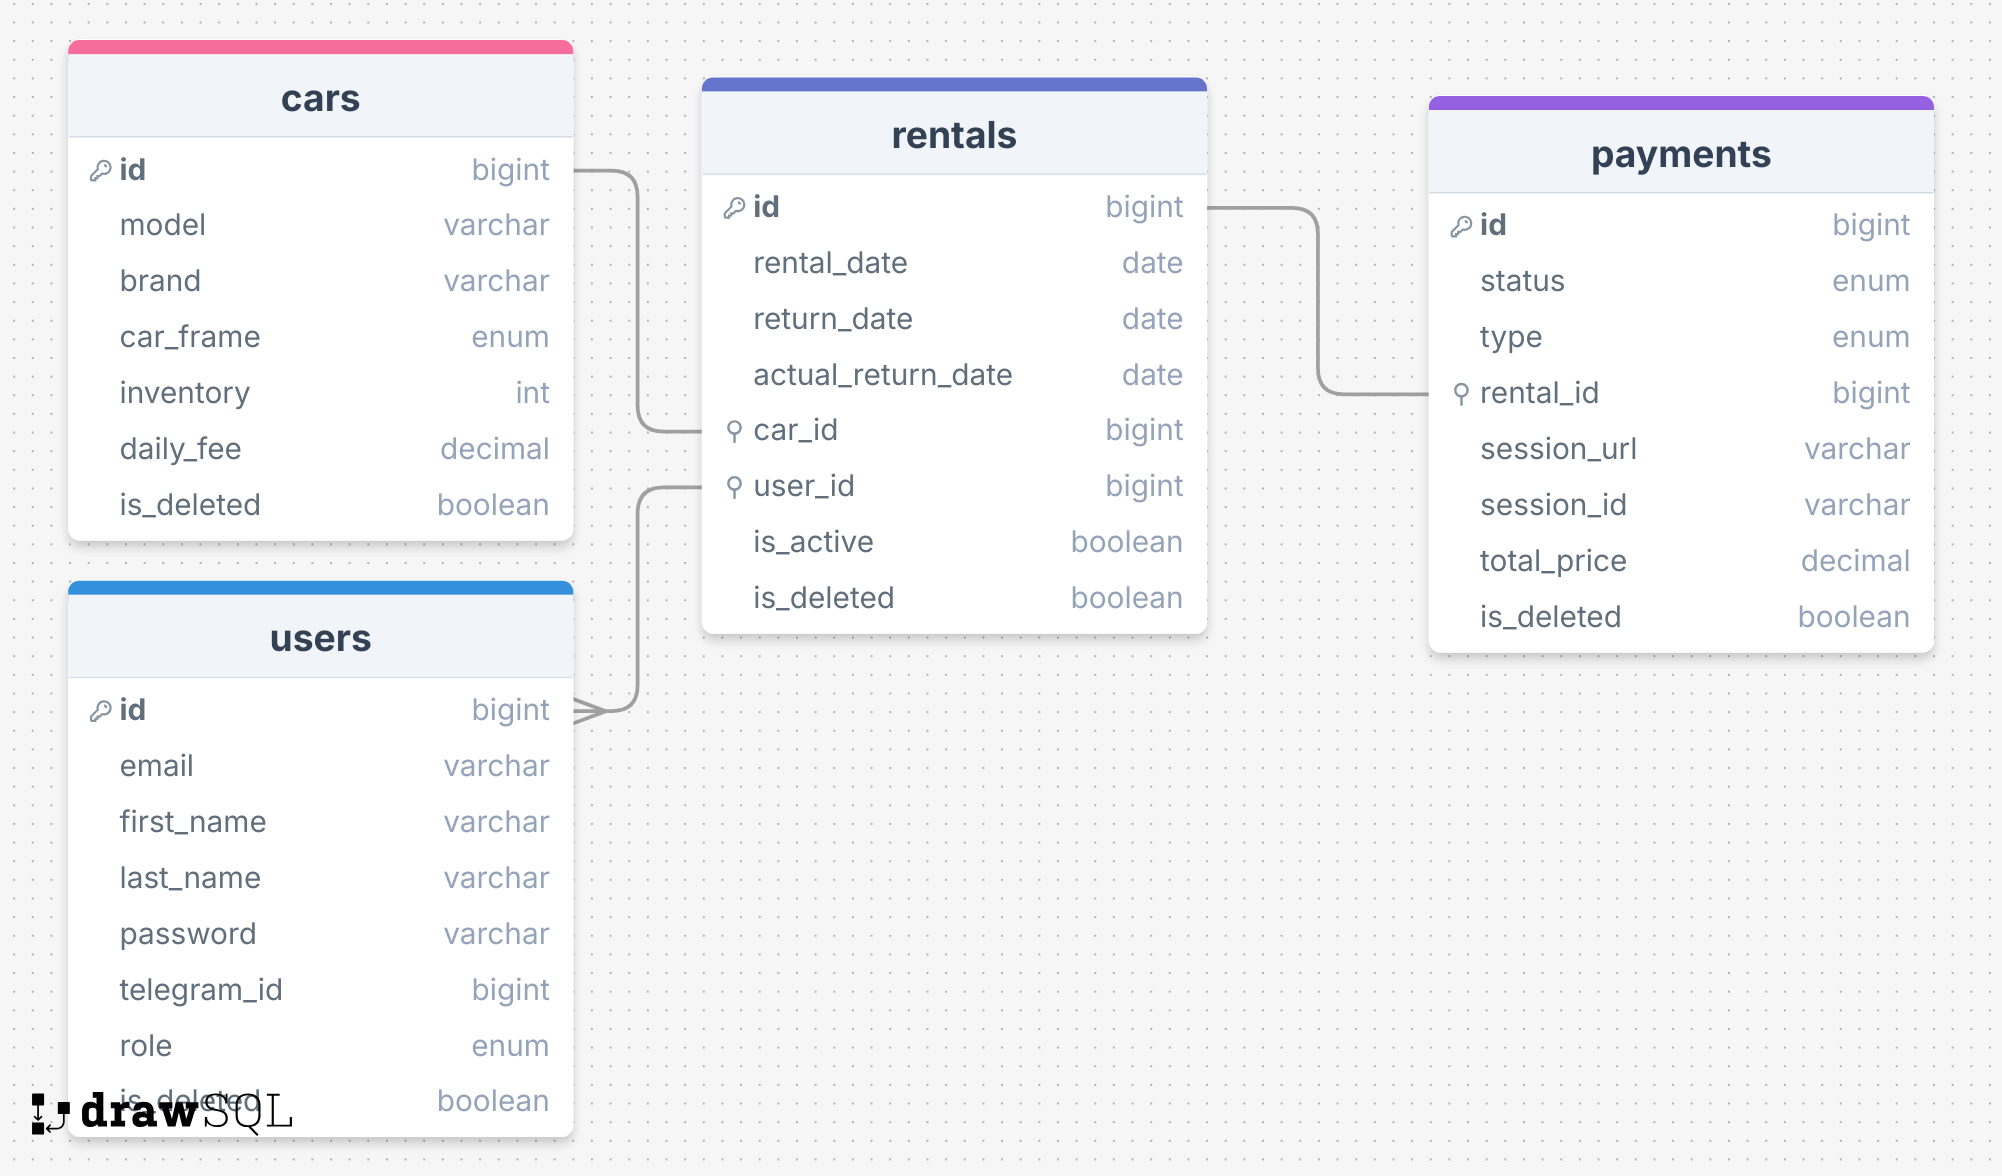 cars
id bigint
model varchar
brand varchar
car_frame enum
inventory int
daily_fee decimal
is_deleted boolean
users
id bigint
email varchar
first_name varchar
last_name varchar
password varchar
telegram_id bigint
role enum
is_deleted boolean
drawSQL
rentals
id bigint
rental_date date
return_date date
actual_return_date date
car_id bigint
user_id bigint
is_active boolean
is_deleted boolean
payments
id bigint
status enum
type enum
rental_id bigint
session_url varchar
session_id varchar
total_price decimal
is_deleted boolean